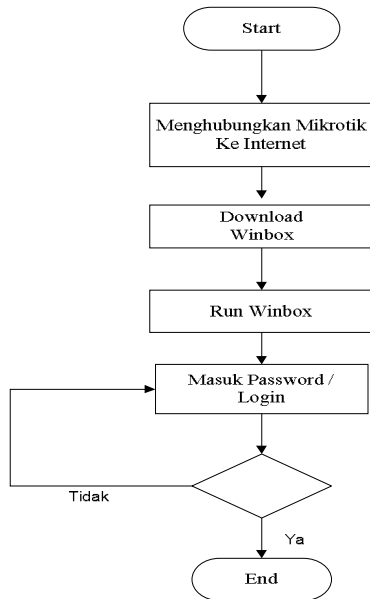 Start
Menghubungkan Mikrotik
Ke Internet
Download
Winbox
Run Winbox
Masuk Password /
Login
Tidak
Ya
End